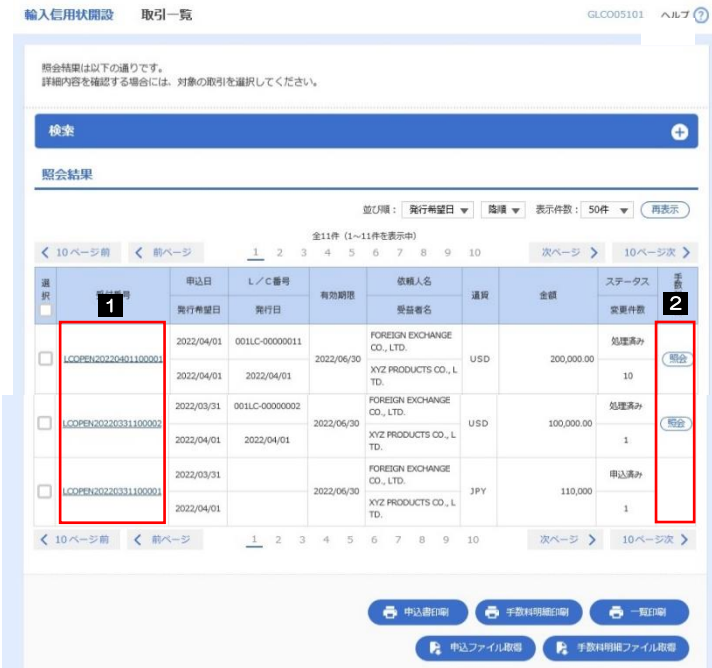 輸入信用状開設 取引一覧 GLCO05101 ヘルプ ?
照会結果は以下の通りです。
詳細内容を確認する場合には、対象の取引を選択してください。
検索
照会結果
並び順： 発行希望日 降順 表示件数： 50件 再表示
全11件（1～11件を表示中）
10ページ前 前ページ 1 2 3 4 5 6 7 8 9 10 次ページ 10ページ次
選択 申込日 L／C番号 有効期限 依頼人名 通貨 金額 ステータス 手数
1 2
発行希望日 発行日 受益者名 変更件数
2022/04/01 001LC-00000011 FOREIGN EXCHANGE CO., LTD. 処理済み
LCOPEN20220401100001 2022/06/30 USD 200,000.00 照会
2022/04/01 2022/04/01 XYZ PRODUCTS CO., LTD. 10
2022/03/31 001LC-00000002 FOREIGN EXCHANGE CO., LTD. 処理済み
LCOPEN20220331100002 2022/06/30 USD 100,000.00 照会
2022/04/01 2022/04/01 XYZ PRODUCTS CO., LTD. 1
2022/03/31 FOREIGN EXCHANGE CO., LTD. 申込済み
LCOPEN20220331100001 2022/06/30 JPY 110,000
2022/04/01 XYZ PRODUCTS CO., LTD. 1
10ページ前 前ページ 1 2 3 4 5 6 7 8 9 10 次ページ 10ページ次
申込書印刷 手数料明細印刷 一覧印刷
申込ファイル取得 手数料明細ファイル取得